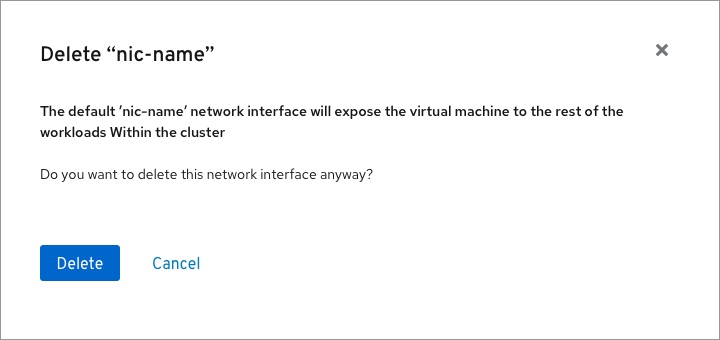 Delete “nic-name”
The default ‘nic-name’ network interface will expose the virtual machine to the rest of the
workloads Within the cluster
Do you want to delete this network interface anyway?
Delete
Cancel